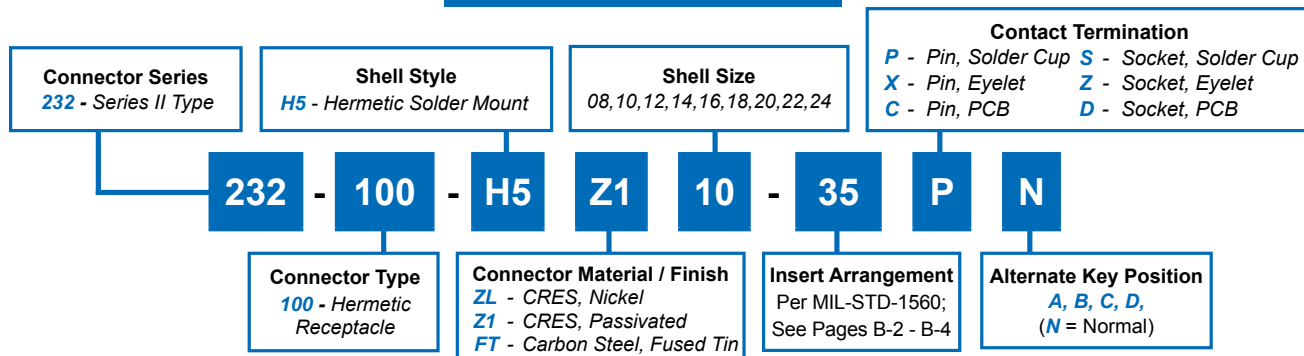 Connector Series
232 - Series II Type
Shell Style
H5 - Hermetic Solder Mount
Shell Size
08,10,12,14,16,18,20,22,24
Contact Termination
P - Pin, Solder Cup S - Socket, Solder Cup
X - Pin, Eyelet Z - Socket, Eyelet
C - Pin, PCB D - Socket, PCB
232 - 100 - H5 Z1 10 - 35 P N
Connector Type
100 - Hermetic
Receptacle
Connector Material / Finish
ZL - CRES, Nickel
Z1 - CRES, Passivated
FT - Carbon Steel, Fused Tin
Insert Arrangement
Per MIL-STD-1560;
See Pages B-2 - B-4
Alternate Key Position
A, B, C, D,
(N = Normal)